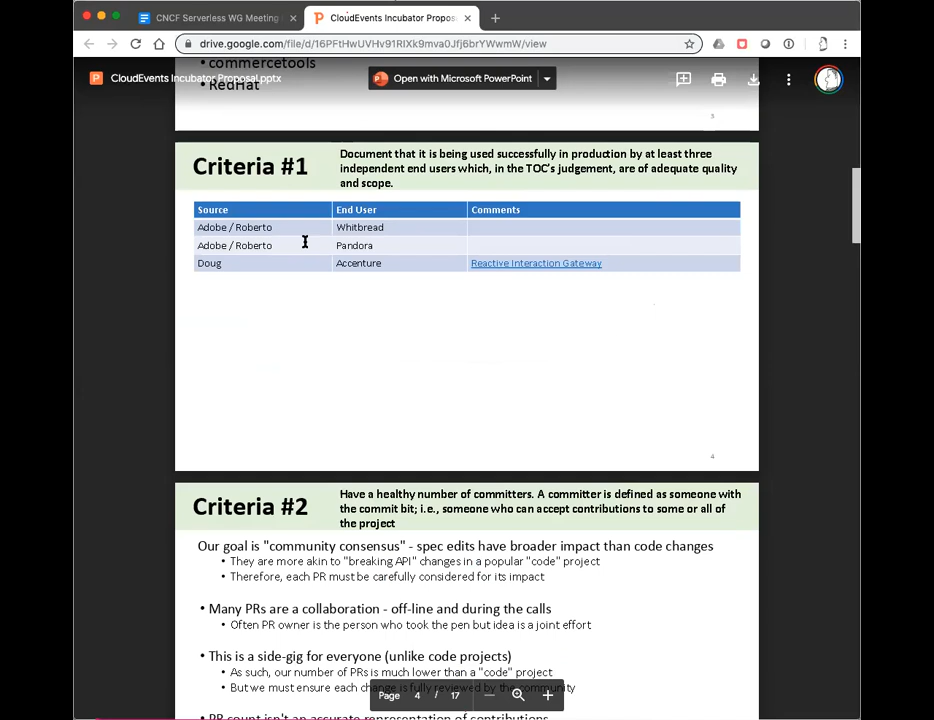 CNCF Serverless WG Meeting
CloudEvents Incubator Propos
drive.google.com/file/d/16PFtHwUVHv91RIXk9mva0Jfj6brYWwmW/view
commercetools
CloudEvents Incubator Proposal.pptx
Open with Microsoft PowerPoint
RedHat
3
Criteria #1
Document that it is being used successfully in production by at least three
independent end users which, in the TOC's judgement, are of adequate quality
and scope.
Source End User Comments
Adobe / Roberto Whitbread
Adobe / Roberto Pandora
Doug Accenture Reactive Interaction Gateway
4
Criteria #2
Have a healthy number of committers. A committer is defined as someone with
the commit bit; i.e., someone who can accept contributions to some or all of
the project
Our goal is "community consensus" - spec edits have broader impact than code changes
• They are more akin to "breaking API" changes in a popular "code" project
• Therefore, each PR must be carefully considered for its impact
• Many PRs are a collaboration - off-line and during the calls
• Often PR owner is the person who took the pen but idea is a joint effort
• This is a side-gig for everyone (unlike code projects)
• As such, our number of PRs is much lower than a "code" project
• But we must ensure each change is fully reviewed by the community
Page 4 / 17
• PR count isn't an accurate representation of contributions